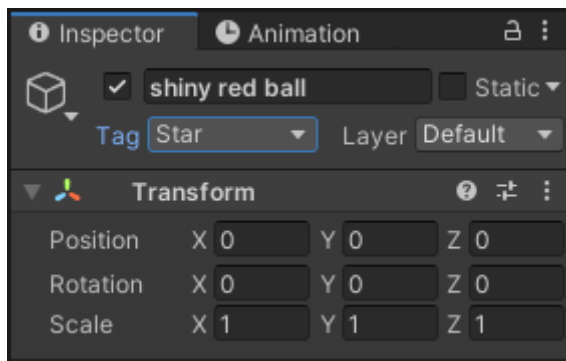 Inspector Animation
shiny red ball Static
Tag Star Layer Default
Transform
Position X 0 Y 0 Z 0
Rotation X 0 Y 0 Z 0
Scale X 1 Y 1 Z 1